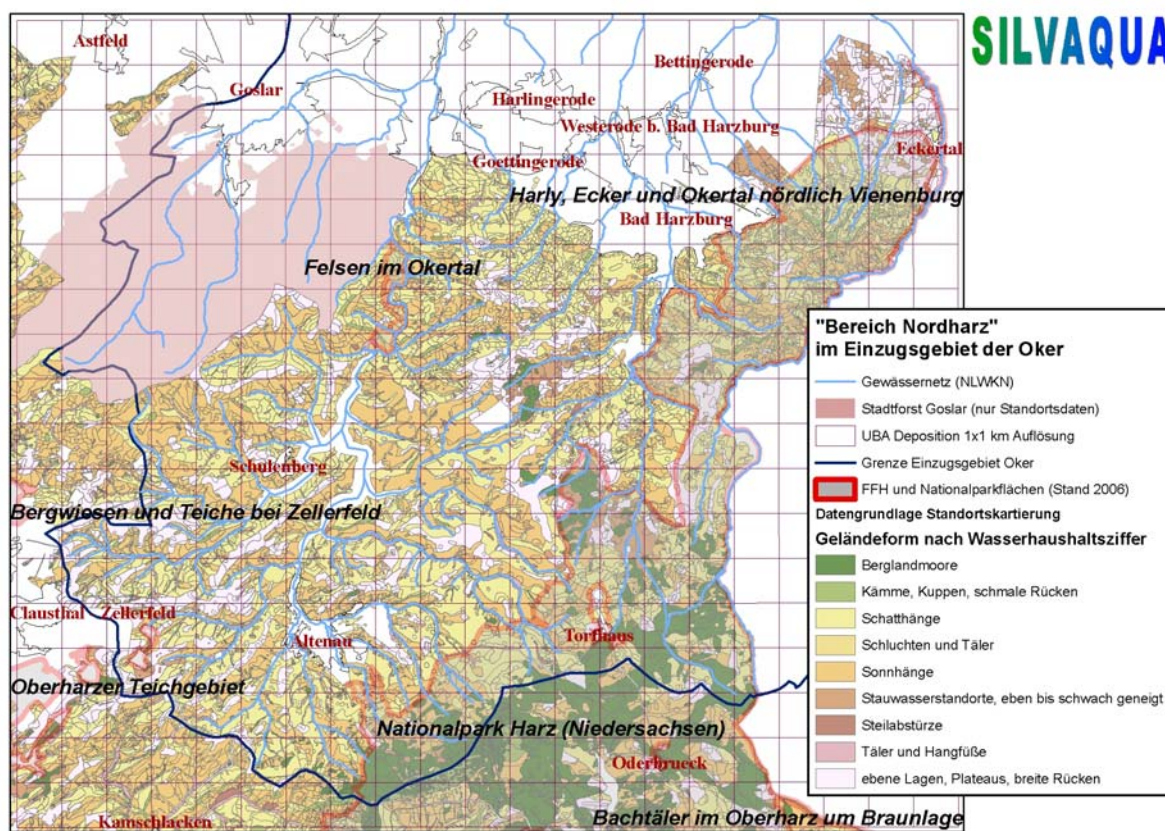 SILVAQUA
Astfeld
Goslar
Bettingerode
Harlingerode
Westerode b. Bad Harzburg
Goettingerode
Eckertal
Harly, Ecker und Okertal nördlich Vienenburg
Bad Harzburg
Felsen im Okertal
Schulenberg
Bergwiesen und Teiche bei Zellerfeld
Clausthal Zellerfeld
Altenau
Torfhaus
Oberharzer Teichgebiet
Nationalpark Harz (Niedersachsen)
Oderbrueck
Kamschlacken
Bachtäler im Oberharz um Braunlage
"Bereich Nordharz"
im Einzugsgebiet der Oker
Gewässernetz (NLWKN)
Stadtforst Goslar (nur Standortsdaten)
UBA Deposition 1x1 km Auflösung
Grenze Einzugsgebiet Oker
FFH und Nationalparkflächen (Stand 2006)
Datengrundlage Standortskartierung
Geländeform nach Wasserhaushaltsziffer
Berglandmoore
Kämme, Kuppen, schmale Rücken
Schatthänge
Schluchten und Täler
Sonnhänge
Stauwasserstandorte, eben bis schwach geneigt
Steilabstürze
Täler und Hangfüße
ebene Lagen, Plateaus, breite Rücken